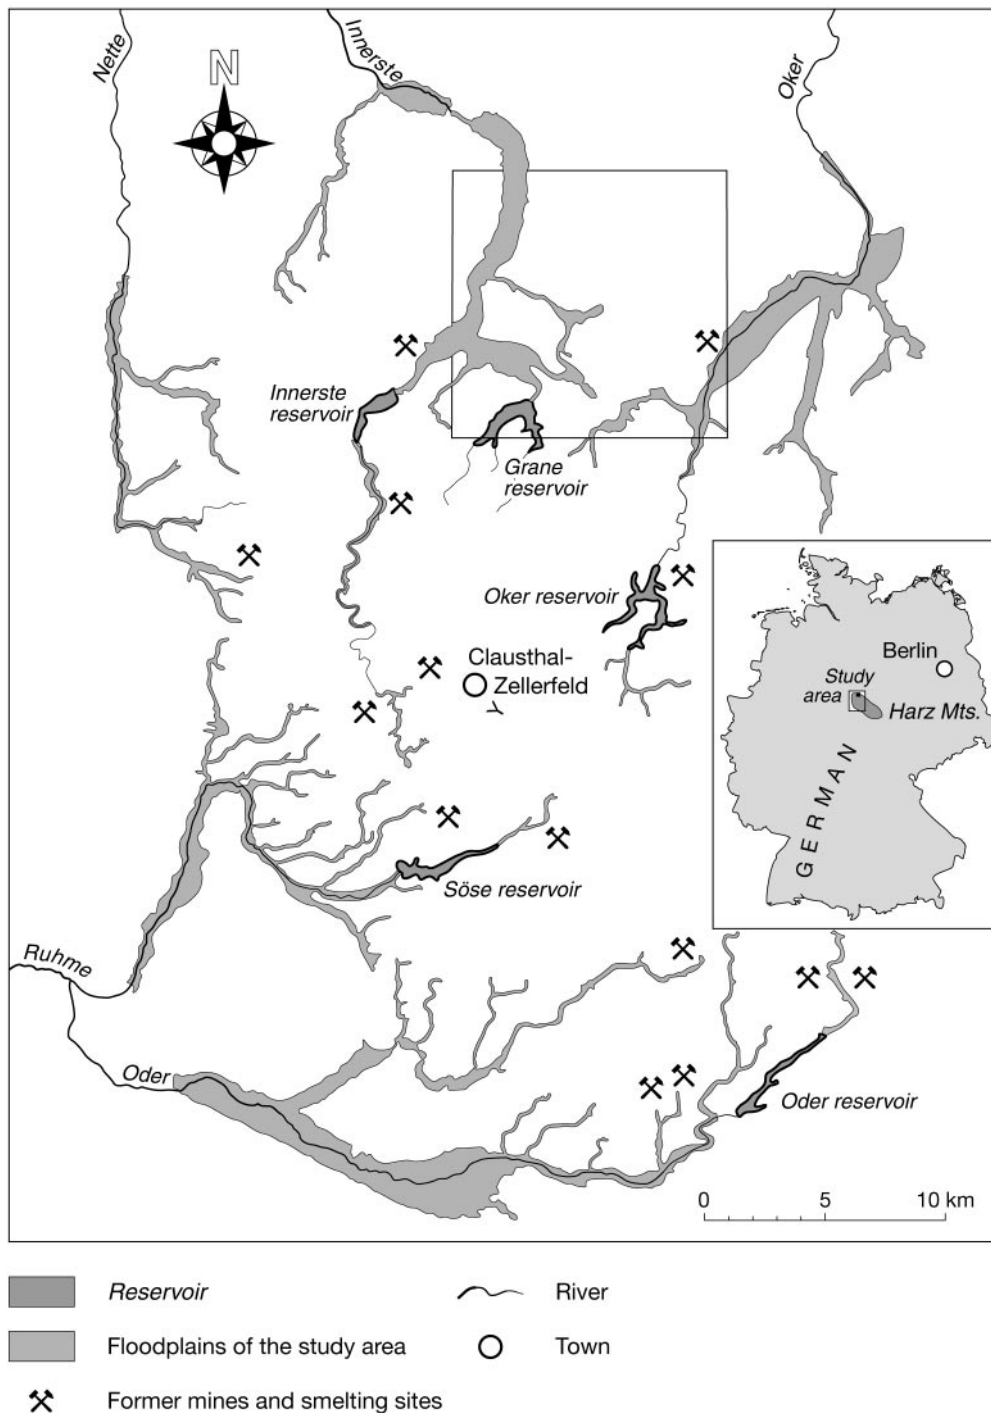 Nette
Innerste
Oker
N
Innerste
reservoir
Grane
reservoir
Oker reservoir
Clausthal-
Zellerfeld
Berlin
Study
area
Harz Mts.
GERMAN
Söse reservoir
Ruhme
Oder
Oder reservoir
0 5 10 km
Reservoir
River
Floodplains of the study area
Town
Former mines and smelting sites
Y